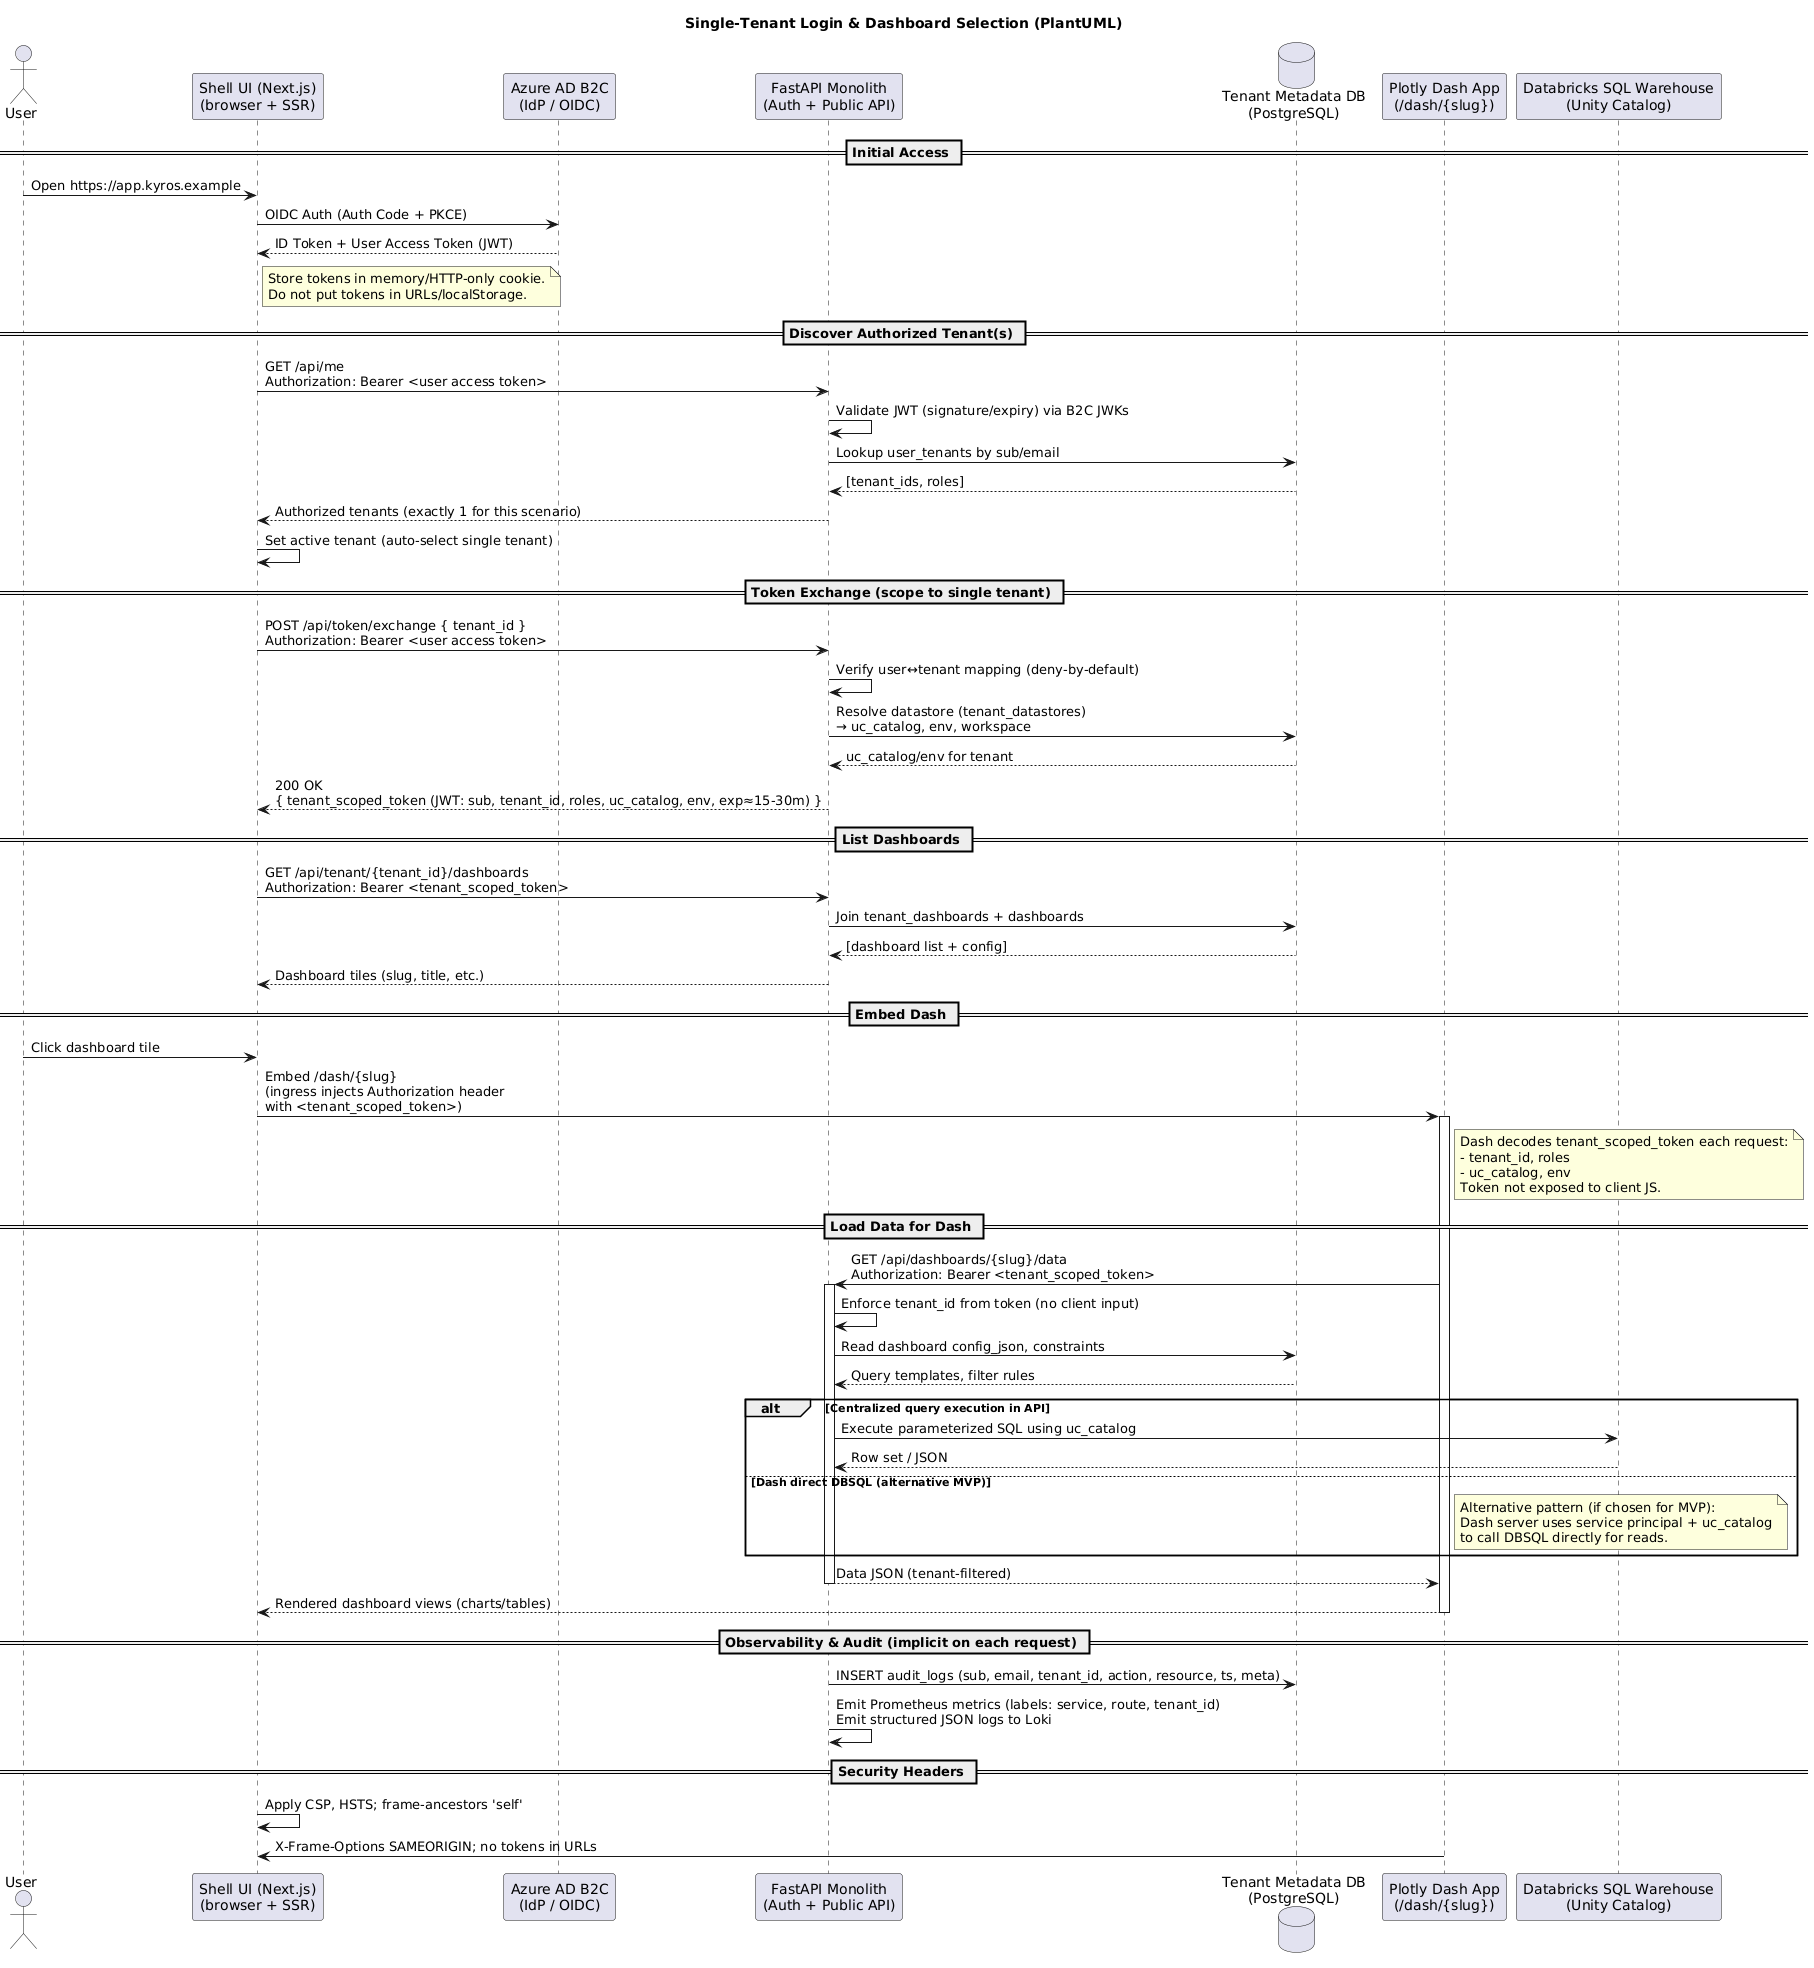 Single-Tenant Login & Dashboard Selection (PlantUML)
User
Shell UI (Next.js)
(browser + SSR)
Azure AD B2C
(IdP / OIDC)
FastAPI Monolith
(Auth + Public API)
Tenant Metadata DB
(PostgreSQL)
Plotly Dash App
(/dash/{slug})
Databricks SQL Warehouse
(Unity Catalog)
Initial Access
Open https://app.kyros.example
OIDC Auth (Auth Code + PKCE)
ID Token + User Access Token (JWT)
Store tokens in memory/HTTP-only cookie.
Do not put tokens in URLs/localStorage.
Discover Authorized Tenant(s)
GET /api/me
Authorization: Bearer <user access token>
Validate JWT (signature/expiry) via B2C JWKs
Lookup user_tenants by sub/email
[tenant_ids, roles]
Authorized tenants (exactly 1 for this scenario)
Set active tenant (auto-select single tenant)
Token Exchange (scope to single tenant)
POST /api/token/exchange { tenant_id }
Authorization: Bearer <user access token>
Verify user↔tenant mapping (deny-by-default)
Resolve datastore (tenant_datastores)
→ uc_catalog, env, workspace
uc_catalog/env for tenant
200 OK
{ tenant_scoped_token (JWT: sub, tenant_id, roles, uc_catalog, env, exp≈15-30m) }
List Dashboards
GET /api/tenant/{tenant_id}/dashboards
Authorization: Bearer <tenant_scoped_token>
Join tenant_dashboards + dashboards
[dashboard list + config]
Dashboard tiles (slug, title, etc.)
Embed Dash
Click dashboard tile
Embed /dash/{slug}
(ingress injects Authorization header
with <tenant_scoped_token>)
Dash decodes tenant_scoped_token each request:
- tenant_id, roles
- uc_catalog, env
Token not exposed to client JS.
Load Data for Dash
GET /api/dashboards/{slug}/data
Authorization: Bearer <tenant_scoped_token>
Enforce tenant_id from token (no client input)
Read dashboard config_json, constraints
Query templates, filter rules
alt
[Centralized query execution in API]
Execute parameterized SQL using uc_catalog
Row set / JSON
[Dash direct DBSQL (alternative MVP)]
Alternative pattern (if chosen for MVP):
Dash server uses service principal + uc_catalog
to call DBSQL directly for reads.
Data JSON (tenant-filtered)
Rendered dashboard views (charts/tables)
Observability & Audit (implicit on each request)
INSERT audit_logs (sub, email, tenant_id, action, resource, ts, meta)
Emit Prometheus metrics (labels: service, route, tenant_id)
Emit structured JSON logs to Loki
Security Headers
Apply CSP, HSTS; frame-ancestors 'self'
X-Frame-Options SAMEORIGIN; no tokens in URLs
User
Shell UI (Next.js)
(browser + SSR)
Azure AD B2C
(IdP / OIDC)
FastAPI Monolith
(Auth + Public API)
Tenant Metadata DB
(PostgreSQL)
Plotly Dash App
(/dash/{slug})
Databricks SQL Warehouse
(Unity Catalog)